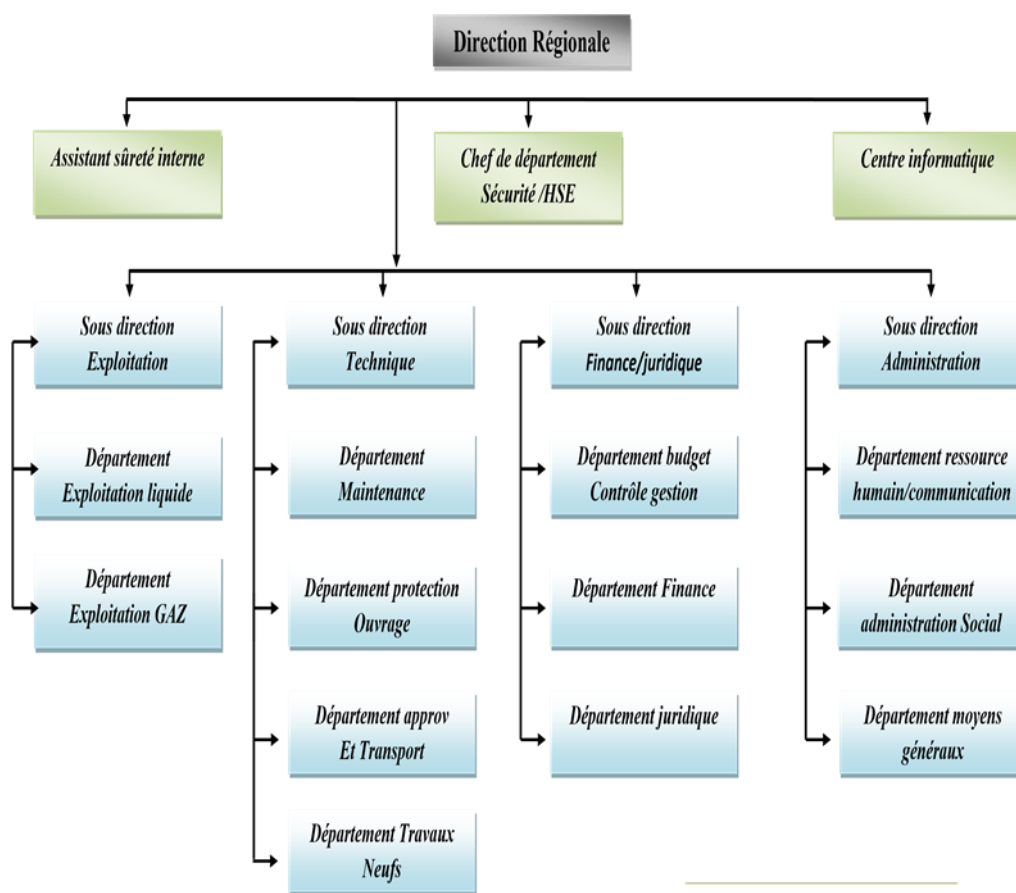 Direction Régionale
Assistant sûreté interne
Chef de département
Sécurité /HSE
Centre informatique
Sous direction
Exploitation
Département
Exploitation liquide
Département
Exploitation GAZ
Sous direction
Technique
Département
Maintenance
Département protection
Ouvrage
Département approv
Et Transport
Département Travaux
Neufs
Sous direction
Finance/juridique
Département budget
Contrôle gestion
Département Finance
Département juridique
Sous direction
Administration
Département ressource
humain/communication
Département
administration Social
Département moyens
généraux